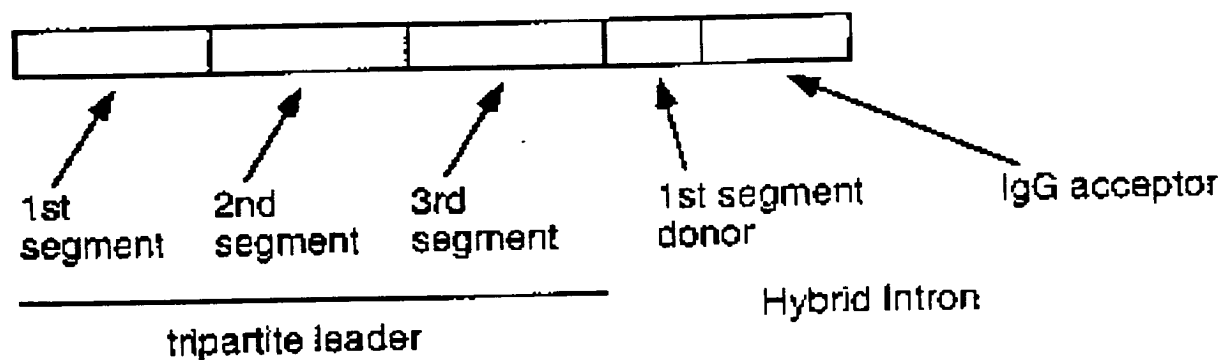 1st
segment
2nd
segment
3rd
segment
1st segment
donor
IgG acceptor
tripartite leader
Hybrid Intron